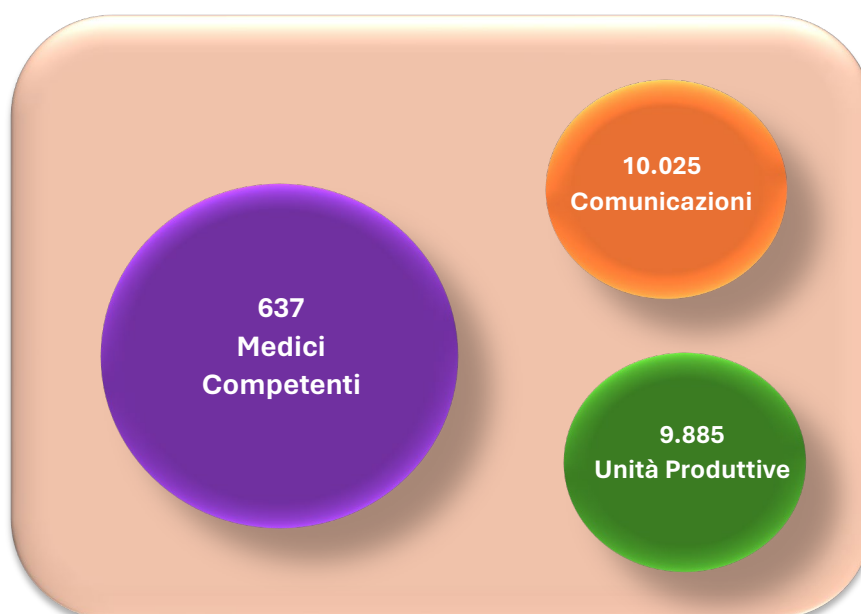 637
Medici
Competenti
10.025
Comunicazioni
9.885
Unità Produttive